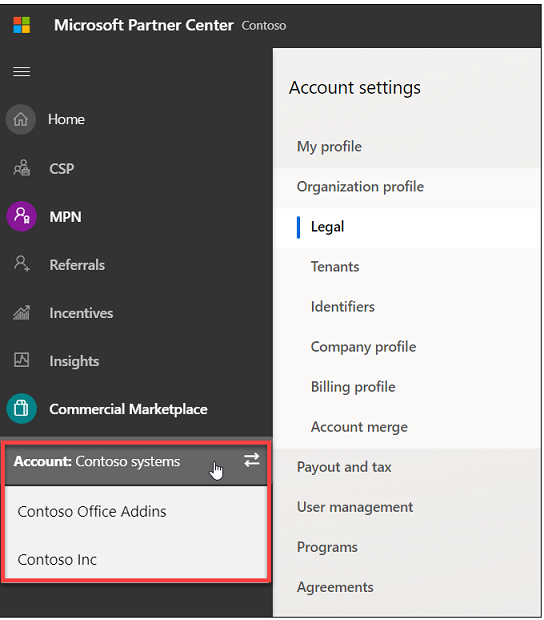 Microsoft Partner Center Contoso
Home
CSP
MPN
Referrals
Incentives
Insights
Commercial Marketplace
Account: Contoso systems
Contoso Office Addins
Contoso Inc
Account settings
My profile
Organization profile
Legal
Tenants
Identifiers
Company profile
Billing profile
Account merge
Payout and tax
User management
Programs
Agreements